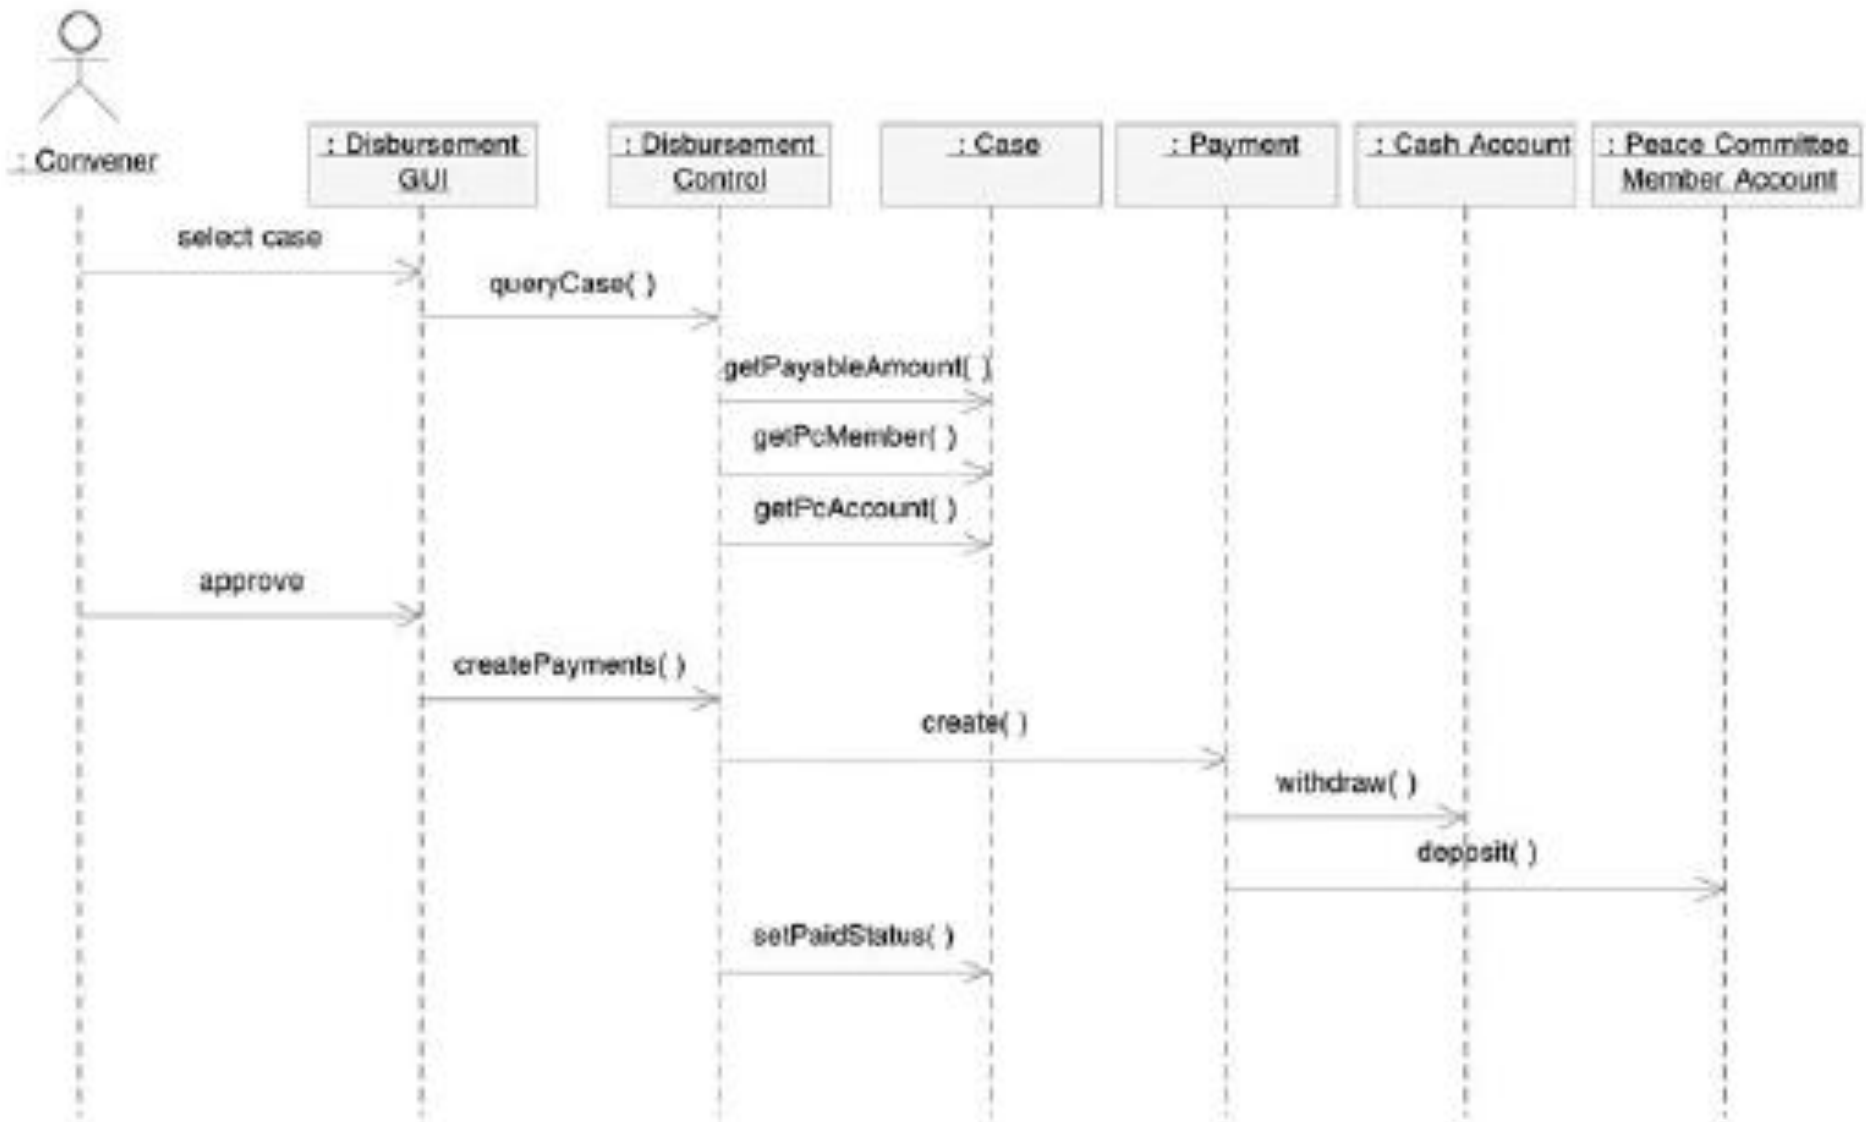 : Convener
: Disbursement
GUI
: Disbursement
Control
: Case
: Payment
: Cash Account
: Peace Committee
Member Account
select case
queryCase( )
getPayableAmount( )
getPcMember( )
getPcAccount( )
approve
createPayments( )
create( )
withdraw( )
deposit( )
setPaidStatus( )